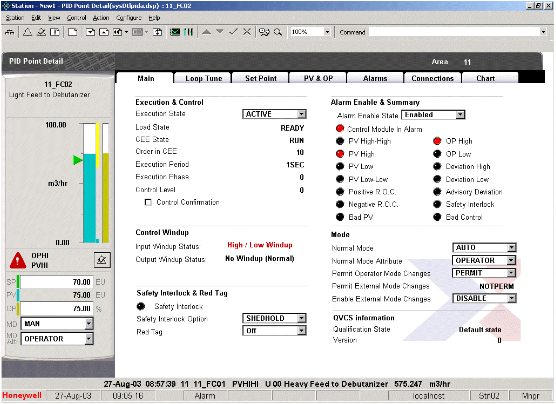 Station - New1 - PID Point Detail(sysDtlpida.dsp) : 11_FC02
Station Edit View Control Action Configure Help
100% Command
PID Point Detail
Area 11
Main Loop Tune Set Point PV & OP Alarms Connections Chart
11_FC02
Light Feed to Debutanizer
100.00
m3/hr
0.00
OPHI
PVHI
SP 70.00 EU
PV 75.00 EU
OP 75.00 %
MD MAN
MD Att OPERATOR
Execution & Control
Execution State ACTIVE
Load State READY
CEE State RUN
Order in CEE 10
Execution Period 1SEC
Execution Phase 0
Control Level 0
Control Confirmation
Control Windup
Input Windup Status High / Low Windup
Output Windup Status No Windup (Normal)
Safety Interlock & Red Tag
Safety Interlock
Safety Interlock Option SHEDHOLD
Red Tag Off
Alarm Enable & Summary
Alarm Enable State Enabled
Control Module In Alarm
PV High-High OP High
PV High OP Low
PV Low Deviation High
PV Low-Low Deviation Low
Positive R.O.C. Advisory Deviation
Negative R.O.C. Safety Interlock
Bad PV Bad Control
Mode
Normal Mode AUTO
Normal Mode Attribute OPERATOR
Permit Operator Mode Changes PERMIT
Permit External Mode Changes NOTPERM
Enable External Mode Changes DISABLE
QVCS information
Qualification State Default state
Version 0
27-Aug-03 08:57:39 11 11_FC01 PVHIHI U 00 Heavy Feed to Debutanizer 575.247 m3/hr
Honeywell 27-Aug-03 09:05:16 Alarm localhost Stn02 Mngr